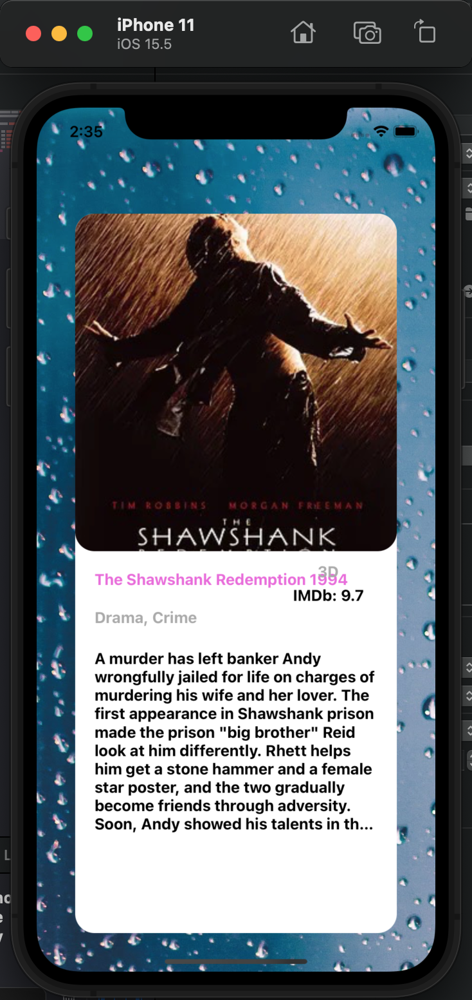 iPhone 11
iOS 15.5
2:35
TIM ROBBINS MORGAN FREEMAN
THE
SHAWSHANK
REDEMPTION
3D
The Shawshank Redemption 1994
IMDb: 9.7
Drama, Crime
A murder has left banker Andy
wrongfully jailed for life on charges of
murdering his wife and her lover. The
first appearance in Shawshank prison
made the prison "big brother" Reid
look at him differently. Rhett helps
him get a stone hammer and a female
star poster, and the two gradually
become friends through adversity.
Soon, Andy showed his talents in th...